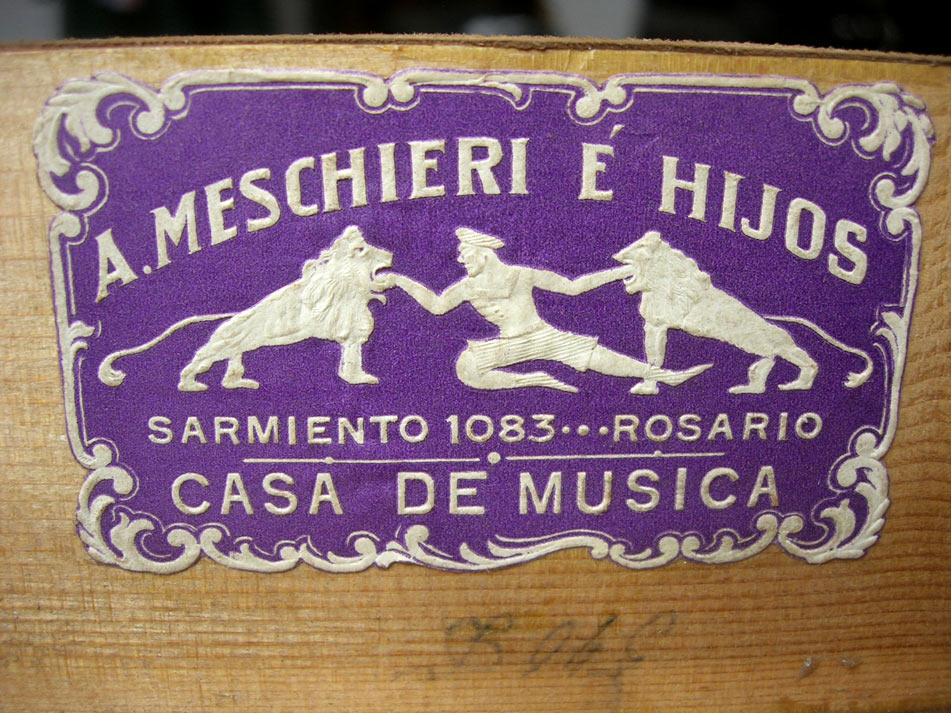 A. MESCHIERI É HIJOS
SARMIENTO 1083...ROSARIO
CASA DE MUSICA